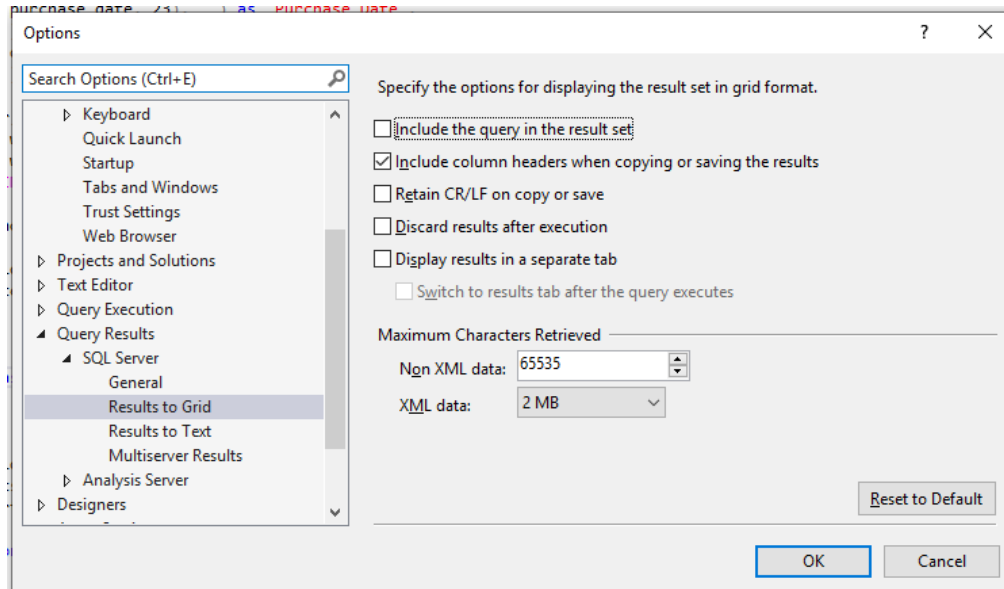 purchase_date, 23), ) as 'Purchase Date'
Options
?
Search Options (Ctrl+E)
Keyboard
Quick Launch
Startup
Tabs and Windows
Trust Settings
Web Browser
Projects and Solutions
Text Editor
Query Execution
Query Results
SQL Server
General
Results to Grid
Results to Text
Multiserver Results
Analysis Server
Designers
Specify the options for displaying the result set in grid format.
Include the query in the result set
Include column headers when copying or saving the results
Retain CR/LF on copy or save
Discard results after execution
Display results in a separate tab
Switch to results tab after the query executes
Maximum Characters Retrieved
Non XML data: 65535
XML data: 2 MB
Reset to Default
OK Cancel